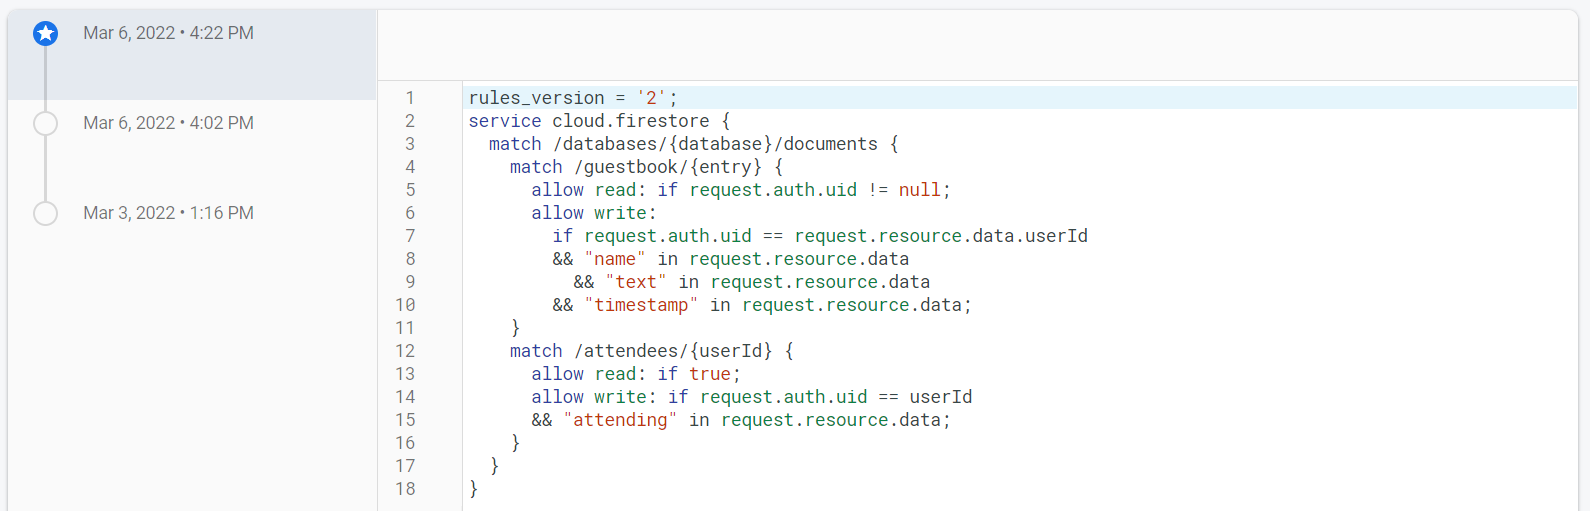 Mar 6, 2022 • 4:22 PM
Mar 6, 2022 • 4:02 PM
Mar 3, 2022 • 1:16 PM
1 rules_version = '2';
2 service cloud.firestore {
3   match /databases/{database}/documents {
4     match /guestbook/{entry} {
5       allow read: if request.auth.uid != null;
6       allow write:
7         if request.auth.uid == request.resource.data.userId
8         && "name" in request.resource.data
9           && "text" in request.resource.data
10         && "timestamp" in request.resource.data;
11     }
12     match /attendees/{userId} {
13       allow read: if true;
14       allow write: if request.auth.uid == userId
15       && "attending" in request.resource.data;
16     }
17   }
18 }